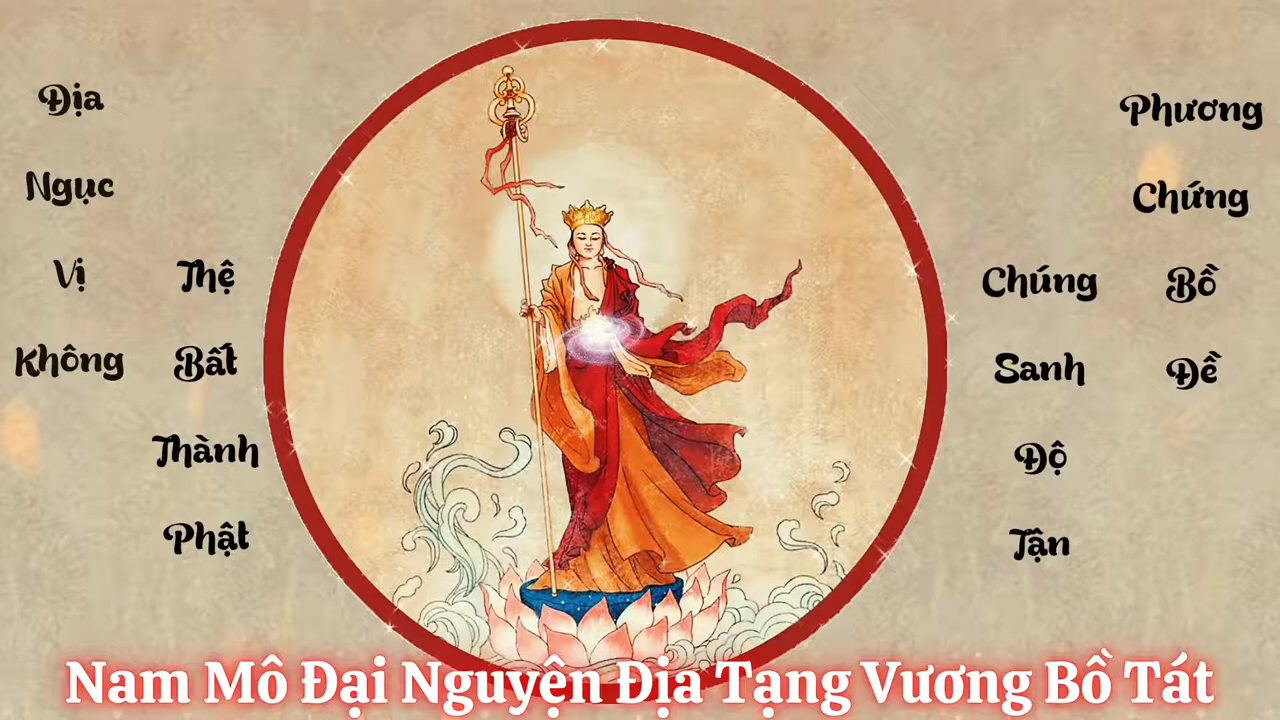 Địa
Ngục
Vị
Không
Thệ
Bất
Thành
Phật
Chúng
Sanh
Độ
Tận
Phương
Chứng
Bồ
Đề
Nam Mô Đại Nguyện Địa Tạng Vương Bồ Tát